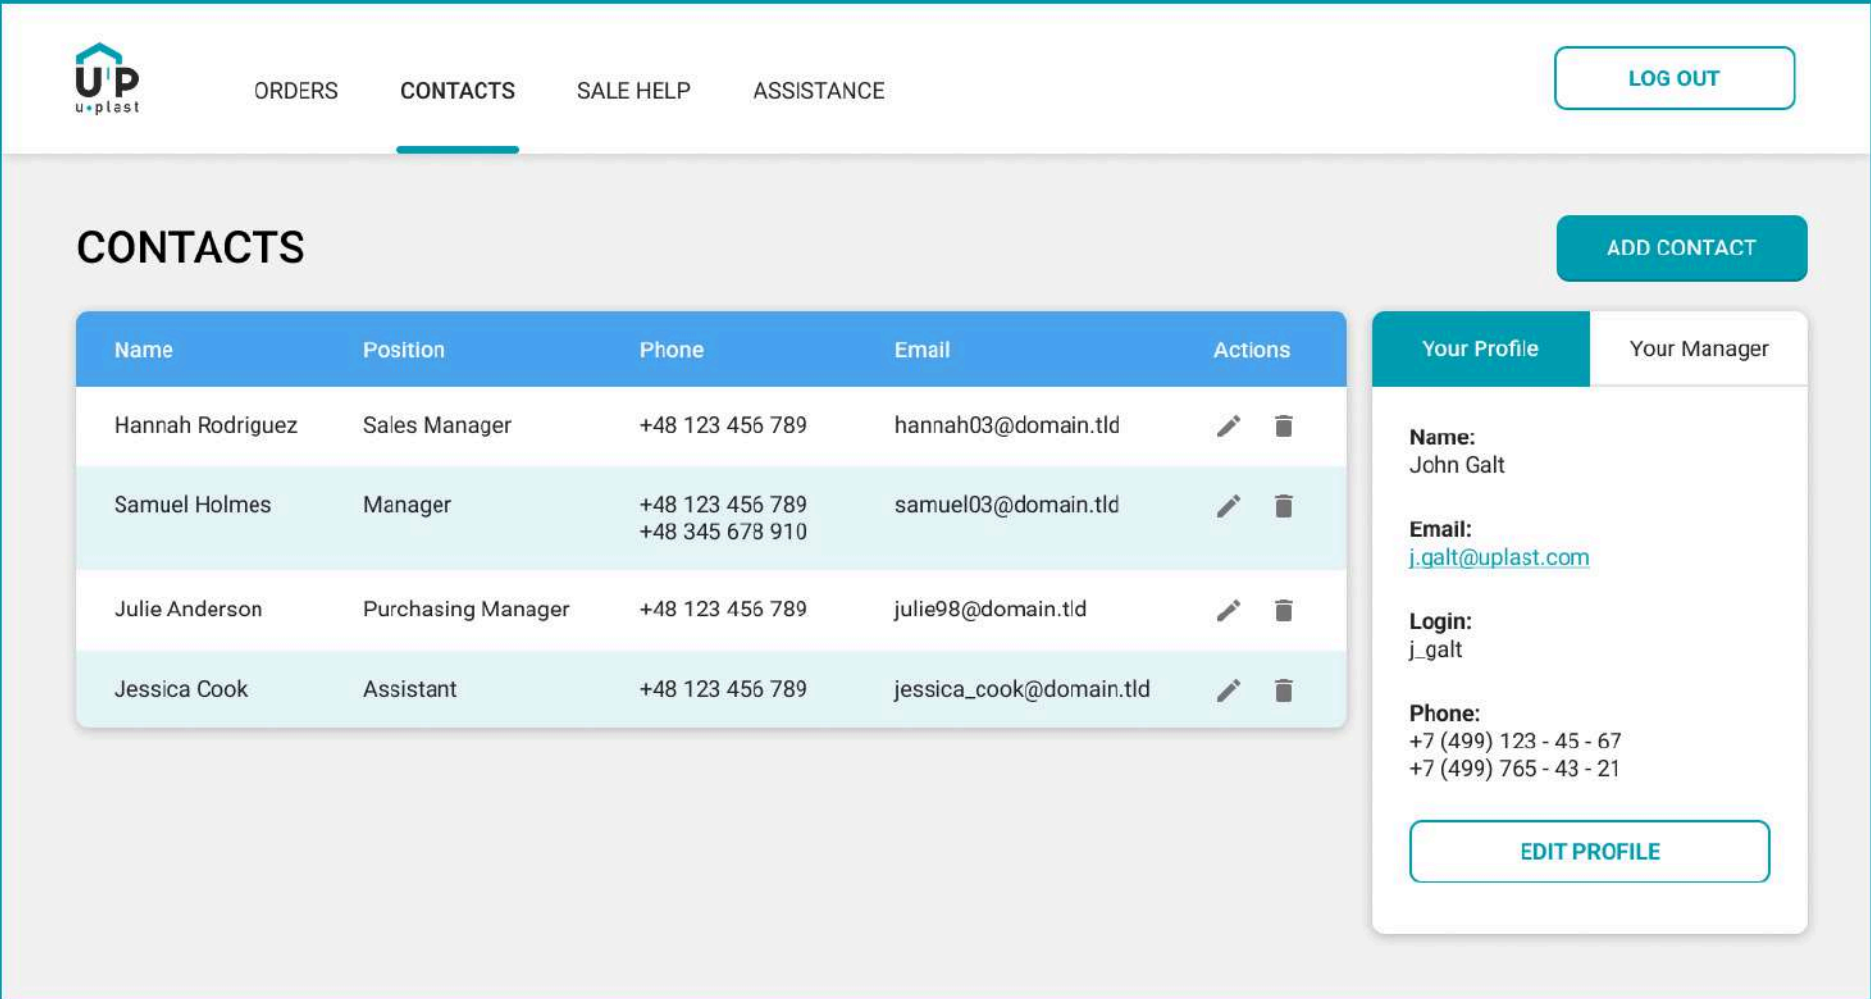 UP
u•plast
ORDERS CONTACTS SALE HELP ASSISTANCE
LOG OUT
CONTACTS
ADD CONTACT
Name Position Phone Email Actions
Hannah Rodriguez Sales Manager +48 123 456 789 hannah03@domain.tld
Samuel Holmes Manager +48 123 456 789 samuel03@domain.tld
+48 345 678 910
Julie Anderson Purchasing Manager +48 123 456 789 julie98@domain.tld
Jessica Cook Assistant +48 123 456 789 jessica_cook@domain.tld
Your Profile Your Manager
Name:
John Galt
Email:
j.galt@uplast.com
Login:
j_galt
Phone:
+7 (499) 123 - 45 - 67
+7 (499) 765 - 43 - 21
EDIT PROFILE